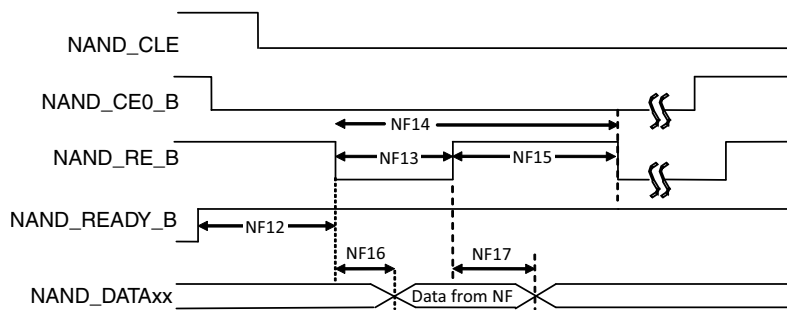 NAND_CLE
NAND_CE0_B
NF14
NAND_RE_B
NF13
NF15
NAND_READY_B
NF12
NF16
NF17
NAND_DATAxx
Data from NF